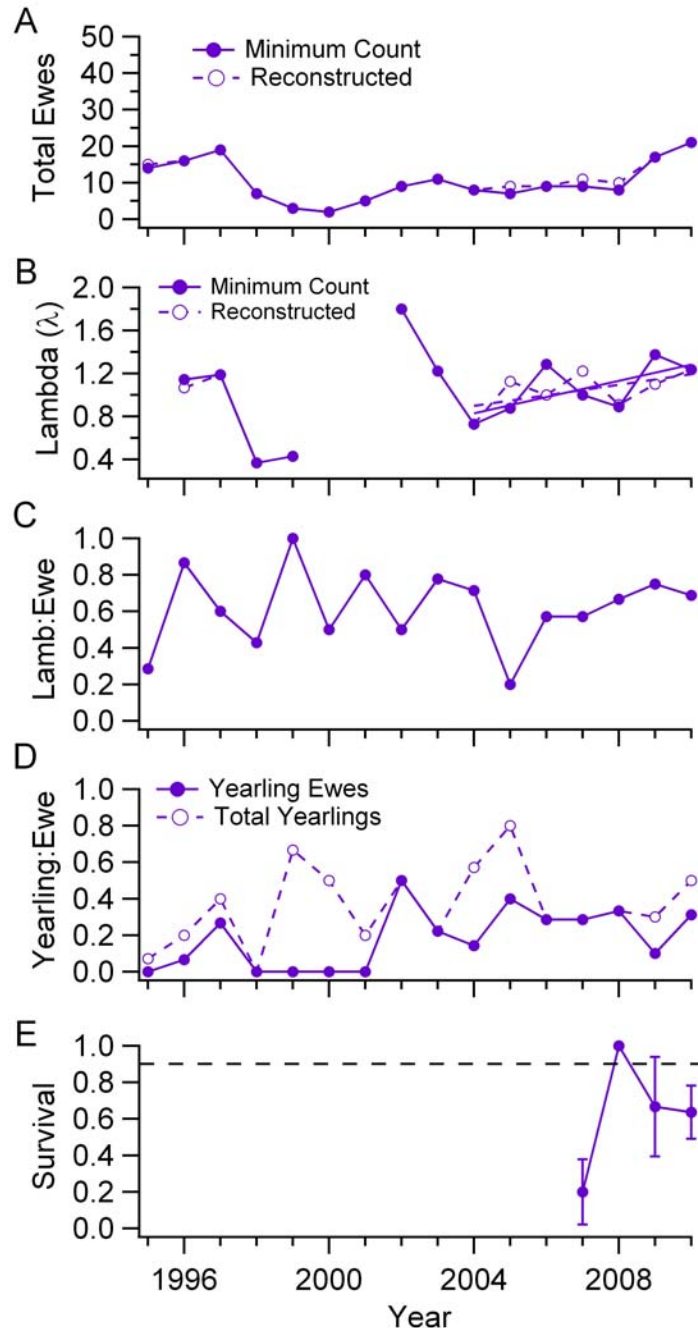 A
Total Ewes
50
40
30
20
10
0
Minimum Count
Reconstructed
B
Lambda (λ)
2.0
1.6
1.2
0.8
0.4
Minimum Count
Reconstructed
C
Lamb:Ewe
1.0
0.8
0.6
0.4
0.2
0.0
D
Yearling:Ewe
1.0
0.8
0.6
0.4
0.2
0.0
Yearling Ewes
Total Yearlings
E
Survival
1.0
0.8
0.6
0.4
0.2
0.0
1996 2000 2004 2008
Year